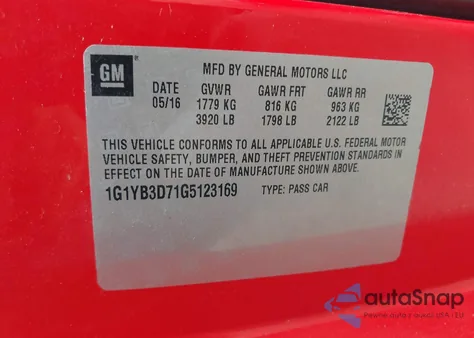 GM
MFD BY GENERAL MOTORS LLC
DATE GVWR GAWR FRT GAWR RR
05/16 1779 KG 816 KG 963 KG
3920 LB 1798 LB 2122 LB
THIS VEHICLE CONFORMS TO ALL APPLICABLE U.S. FEDERAL MOTOR
VEHICLE SAFETY, BUMPER, AND THEFT PREVENTION STANDARDS IN
EFFECT ON THE DATE OF MANUFACTURE SHOWN ABOVE.
1G1YB3D71G5123169 TYPE: PASS CAR
autaSnap